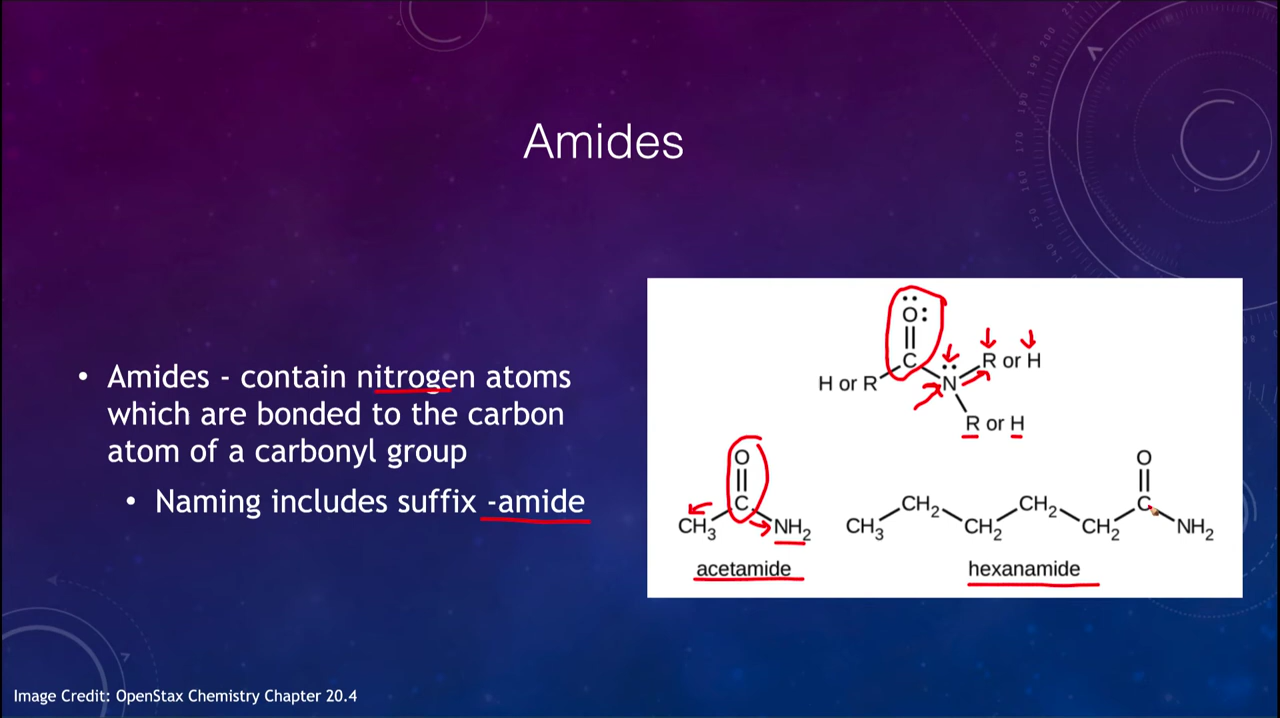 Amides
• Amides - contain nitrogen atoms
which are bonded to the carbon
atom of a carbonyl group
• Naming includes suffix -amide
O
C
H or R
N
R or H
R or H
O
C
CH3
NH2
acetamide
O
CH2
CH2
C
CH3
CH2
CH2
NH2
hexanamide
Image Credit: OpenStax Chemistry Chapter 20.4